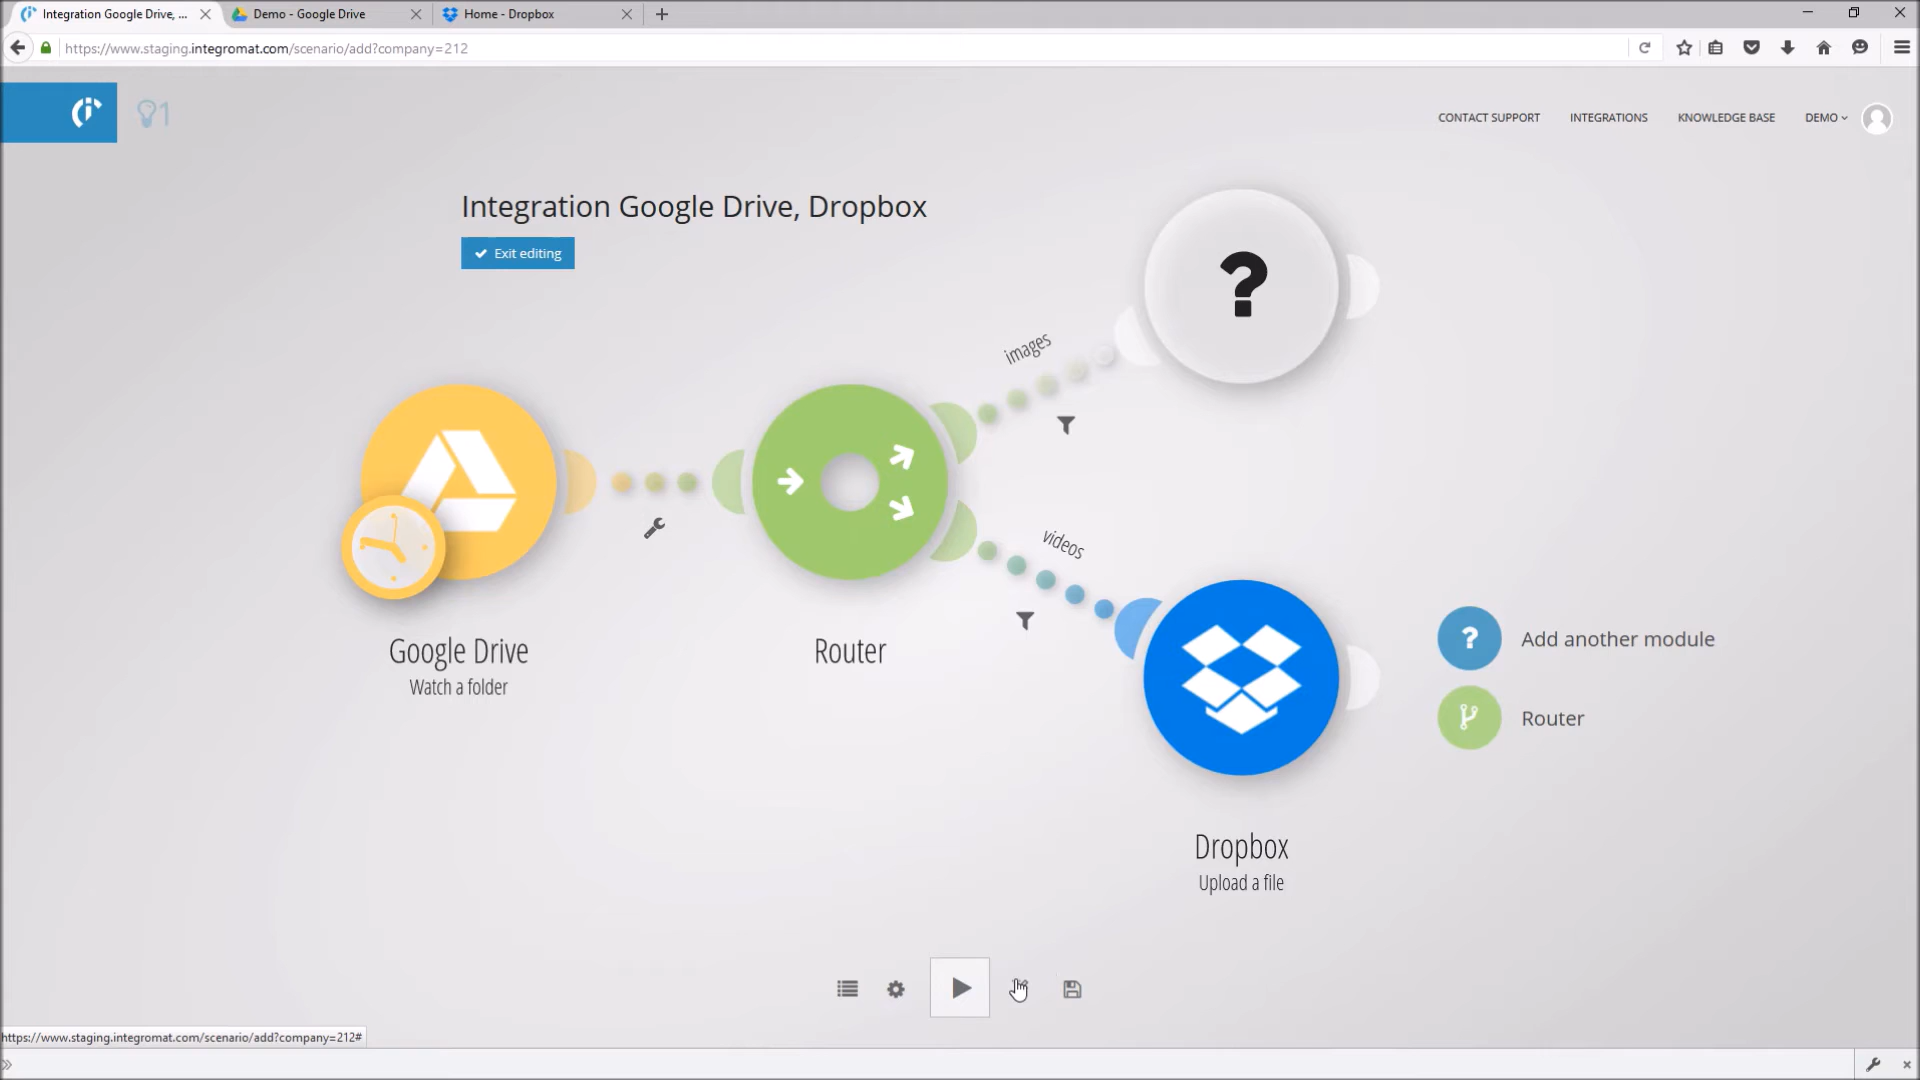 Integration Google Drive, ...
Demo - Google Drive
Home - Dropbox
https://www.staging.integromat.com/scenario/add?company=212
1
CONTACT SUPPORT
INTEGRATIONS
KNOWLEDGE BASE
DEMO
Integration Google Drive, Dropbox
Exit editing
?
images
videos
Google Drive
Watch a folder
Router
? Add another module
Router
Dropbox
Upload a file
https://www.staging.integromat.com/scenario/add?company=212#